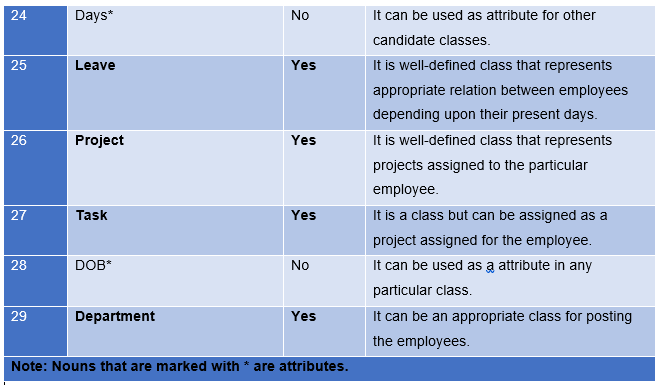 24 Days* No It can be used as attribute for other
candidate classes.
25 Leave Yes It is well-defined class that represents
appropriate relation between employees
depending upon their present days.
26 Project Yes It is well-defined class that represents
projects assigned to the particular
employee.
27 Task Yes It is a class but can be assigned as a
project assigned for the employee.
28 DOB* No It can be used as a attribute in any
particular class.
29 Department Yes It can be an appropriate class for posting
the employees.
Note: Nouns that are marked with * are attributes.